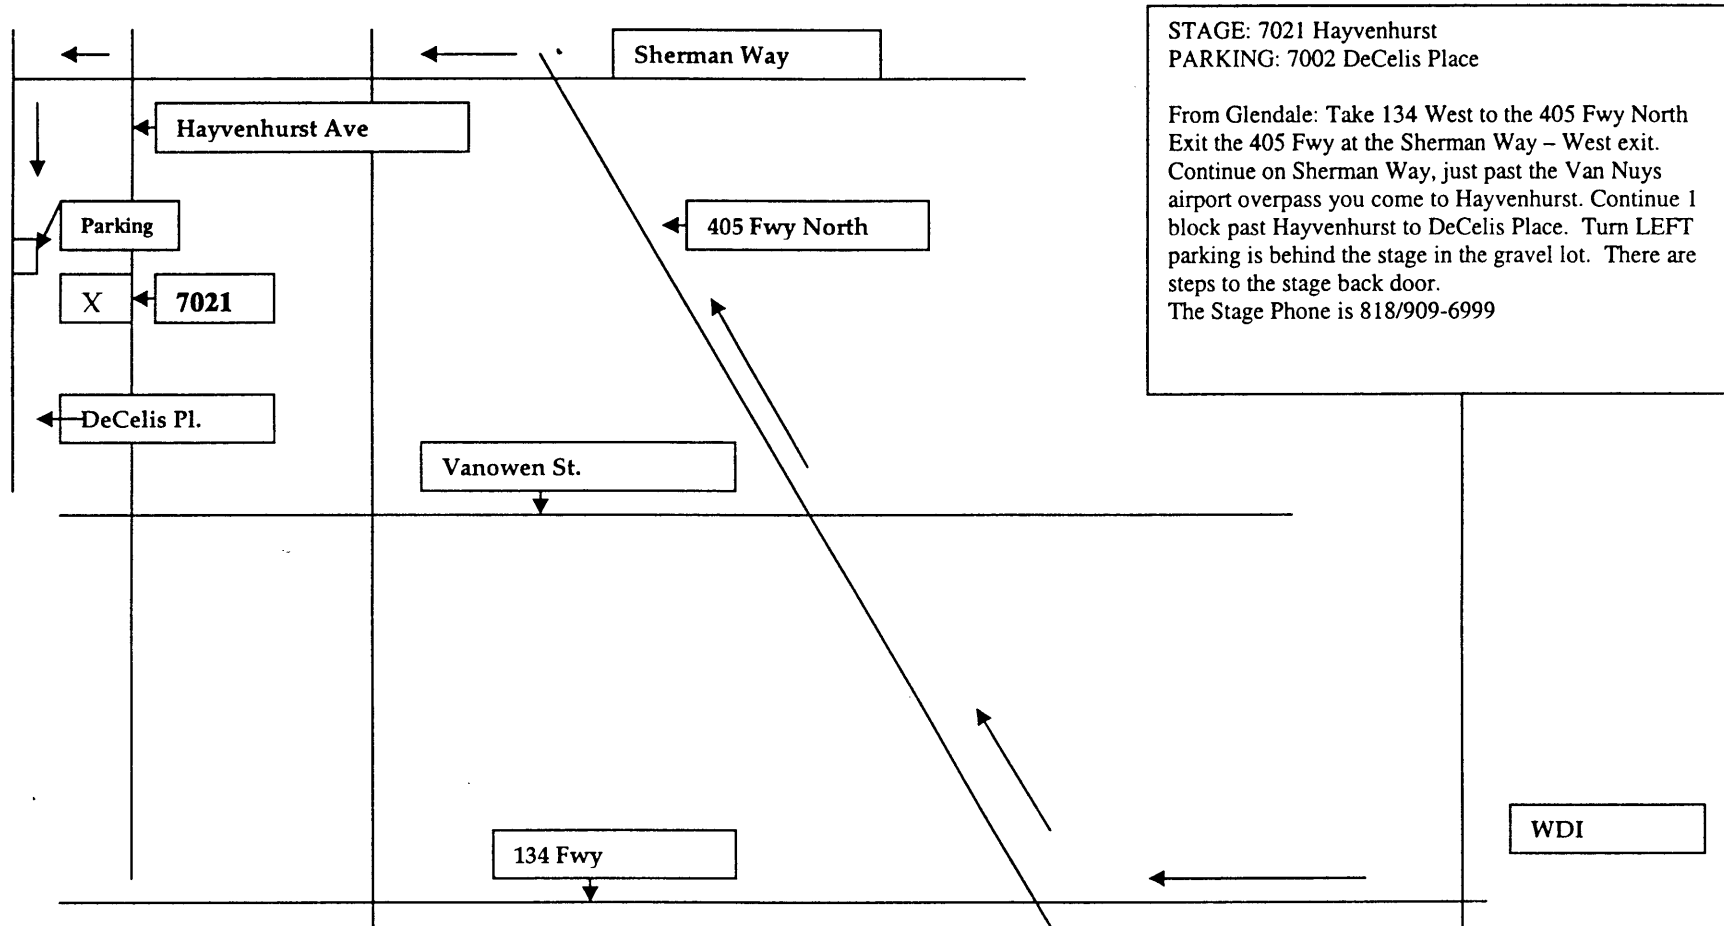 Sherman Way
STAGE: 7021 Hayvenhurst
PARKING: 7002 DeCelis Place
From Glendale: Take 134 West to the 405 Fwy North
Exit the 405 Fwy at the Sherman Way – West exit.
Continue on Sherman Way, just past the Van Nuys
airport overpass you come to Hayvenhurst. Continue 1
block past Hayvenhurst to DeCelis Place.  Turn LEFT
parking is behind the stage in the gravel lot.  There are
steps to the stage back door.
The Stage Phone is 818/909-6999
Hayvenhurst Ave
Parking
405 Fwy North
X
7021
DeCelis Pl.
Vanowen St.
134 Fwy
WDI